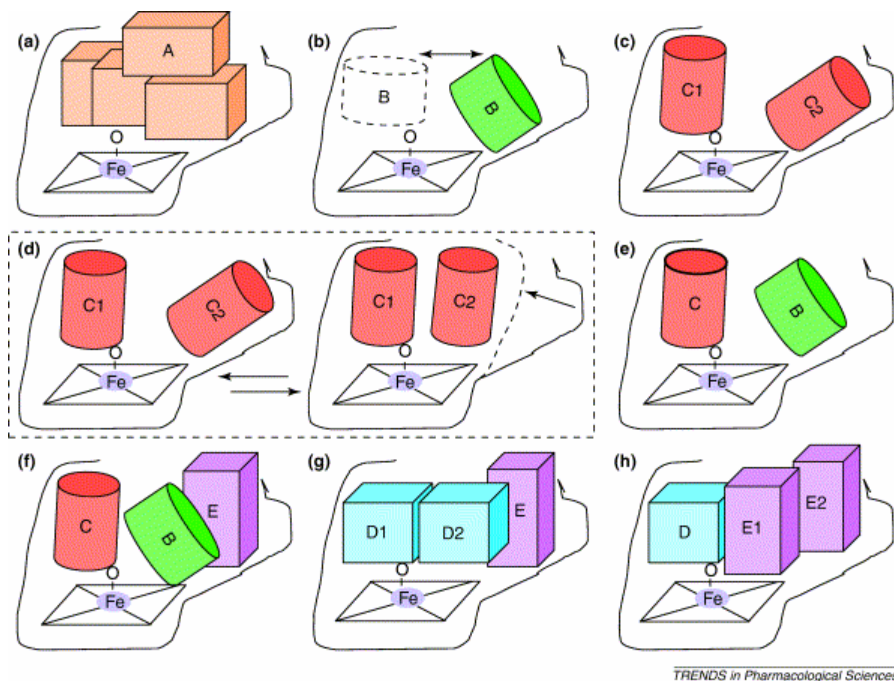 (a)
A
O
Fe
(b)
B
B
O
Fe
(c)
C1
C2
O
Fe
(d)
C1
C2
O
Fe
C1
C2
O
Fe
(e)
C
B
O
Fe
(f)
C
B
E
O
Fe
(g)
D1
D2
E
O
Fe
(h)
D
E1
E2
O
Fe
TRENDS in Pharmacological Sciences